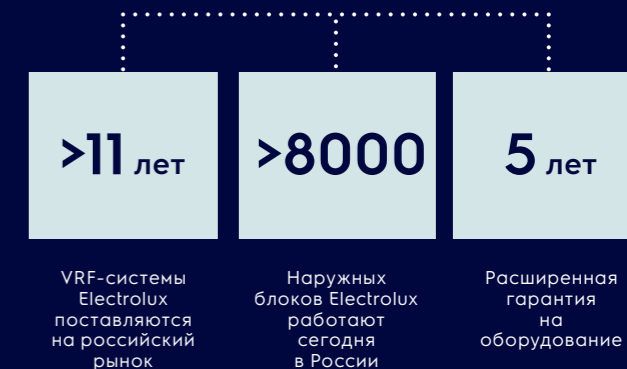 >11 лет
VRF-системы
Electrolux
поставляются
на российский
рынок
>8000
Наружных
блоков Electrolux
работают
сегодня
в России
5 лет
Расширенная
гарантия
на
оборудование